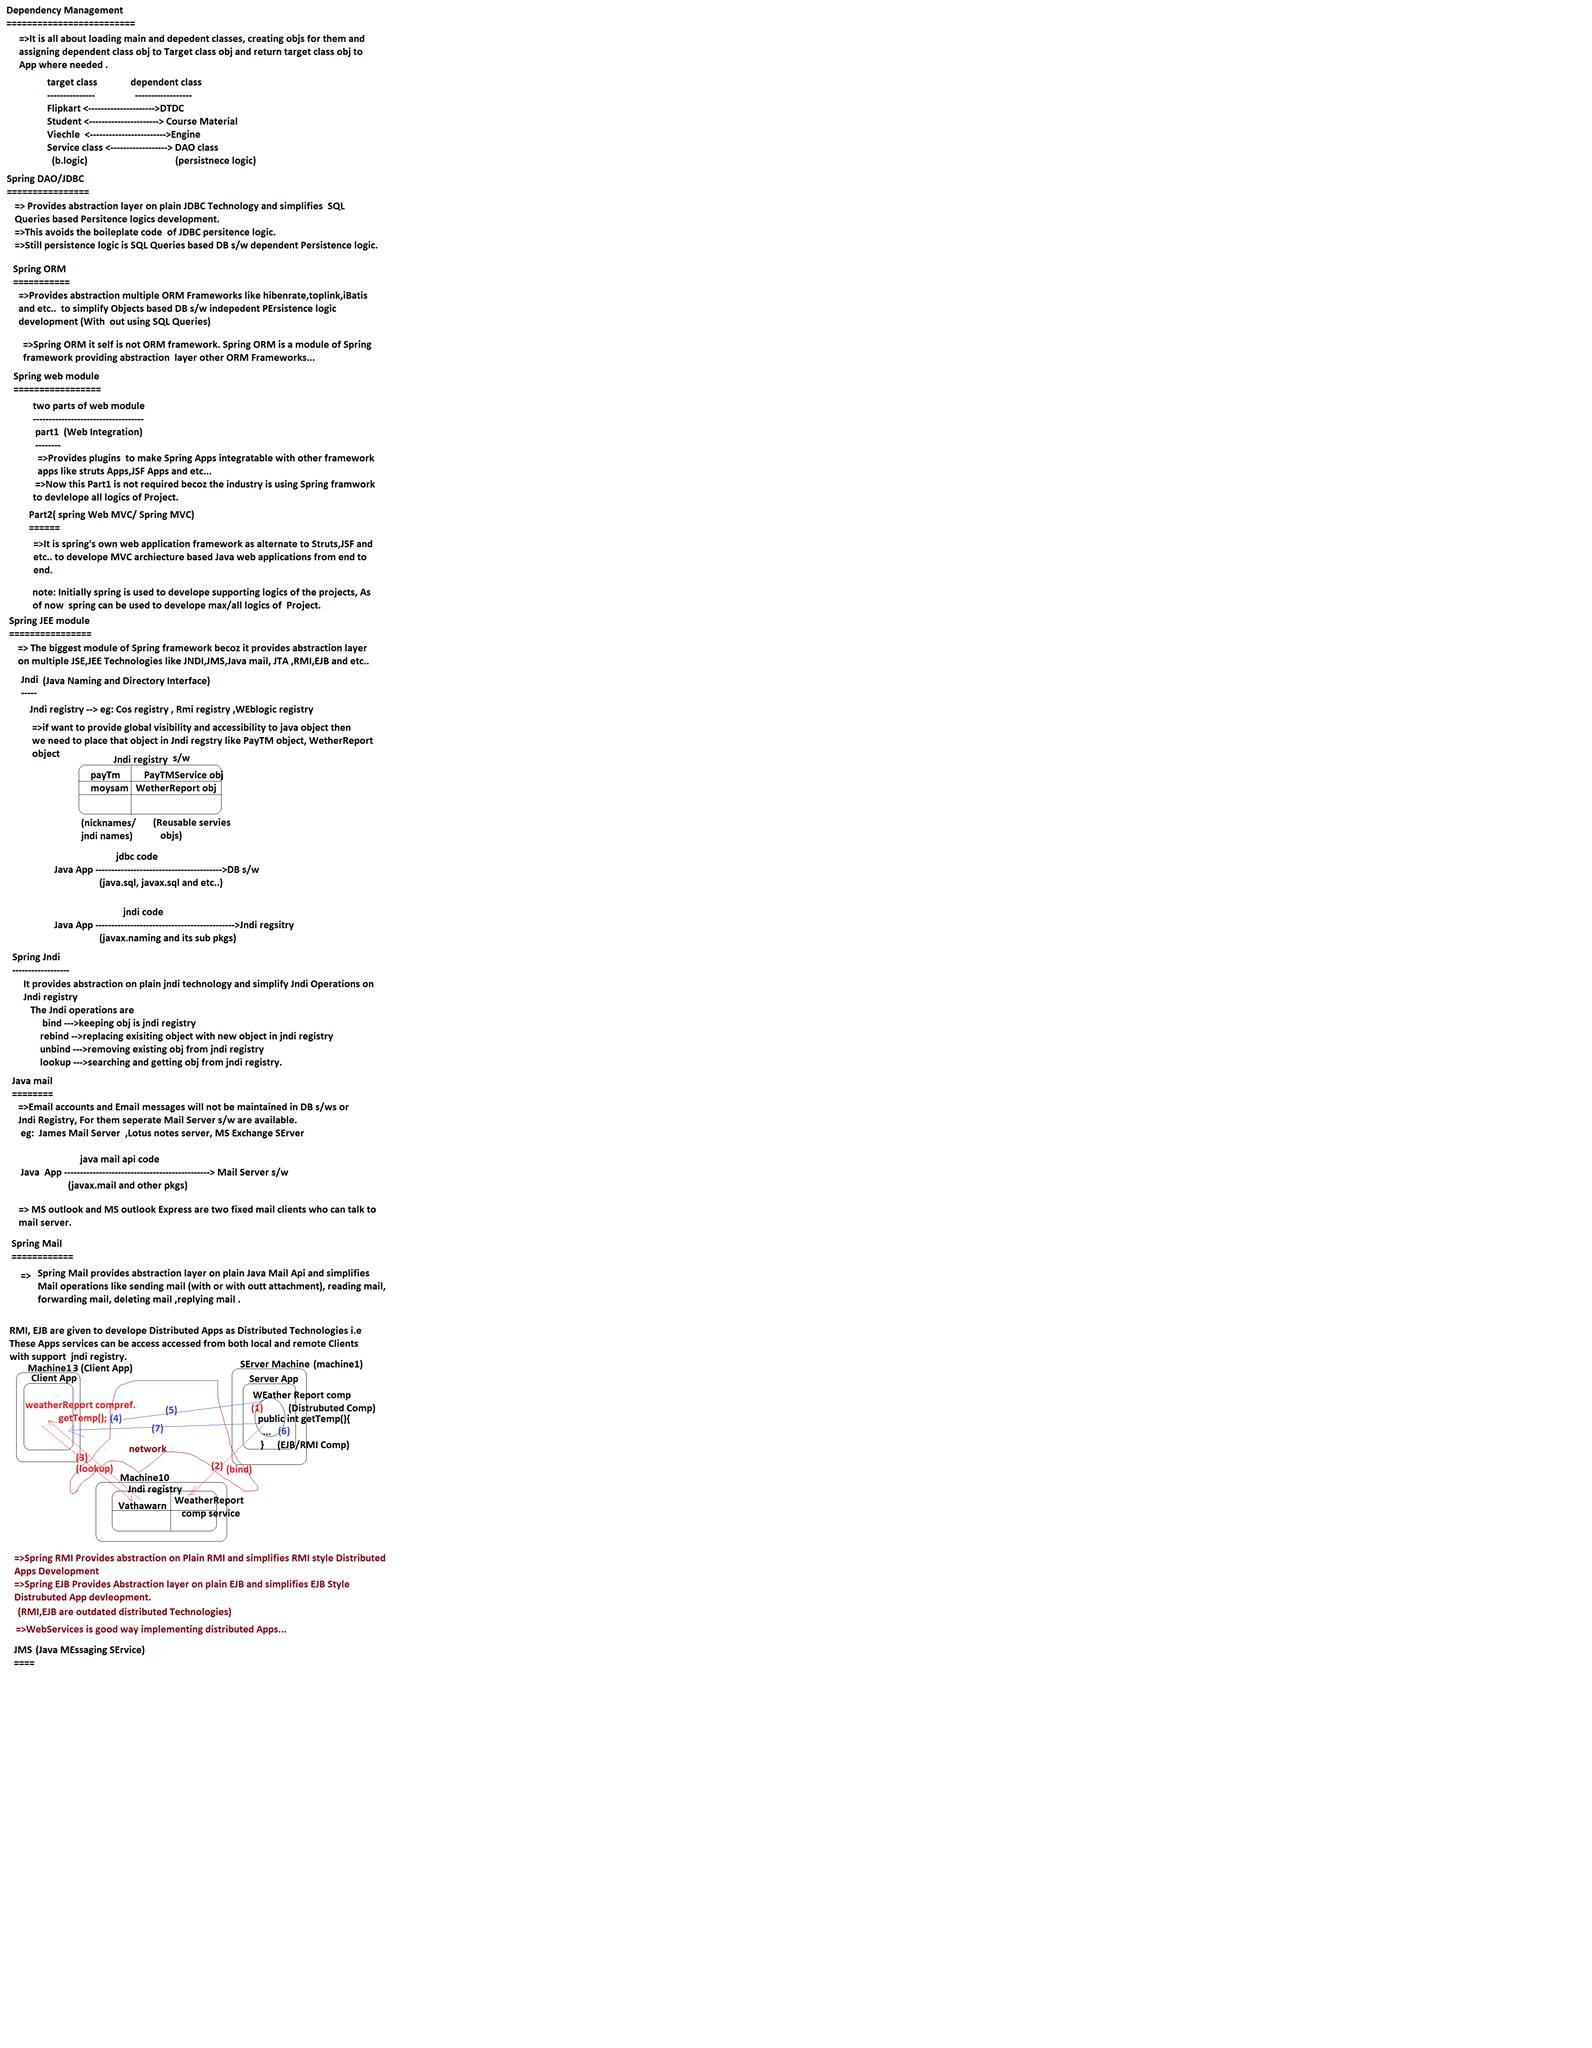 Dependency Management
=========================
=>It is all about loading main and depedent classes, creating objs for them and
assigning dependent class obj to Target class obj and return target class obj to
App where needed .
target class dependent class
--------------- ------------------
Flipkart <---------------------->DTDC
Student <-----------------------> Course Material
Viechle <------------------------->Engine
Service class <-------------------> DAO class
(b.logic) (persistnece logic)
Spring DAO/JDBC
================
=> Provides abstraction layer on plain JDBC Technology and simplifies SQL
Queries based Persitence logics development.
=>This avoids the boileplate code of JDBC persitence logic.
=>Still persistence logic is SQL Queries based DB s/w dependent Persistence logic.
Spring ORM
===========
=>Provides abstraction multiple ORM Frameworks like hibenrate,toplink,iBatis
and etc.. to simplify Objects based DB s/w indepedent PErsistence logic
development (With out using SQL Queries)
=>Spring ORM it self is not ORM framework. Spring ORM is a module of Spring
framework providing abstraction layer other ORM Frameworks...
Spring web module
=================
two parts of web module
-----------------------------------
part1 (Web Integration)
--------
=>Provides plugins to make Spring Apps integratable with other framework
apps like struts Apps,JSF Apps and etc...
=>Now this Part1 is not required becoz the industry is using Spring framwork
to devlelope all logics of Project.
Part2( spring Web MVC/ Spring MVC)
======
=>It is spring's own web application framework as alternate to Struts,JSF and
etc.. to develope MVC archiecture based Java web applications from end to
end.
note: Initially spring is used to develope supporting logics of the projects, As
of now spring can be used to develope max/all logics of Project.
Spring JEE module
================
=> The biggest module of Spring framework becoz it provides abstraction layer
on multiple JSE,JEE Technologies like JNDI,JMS,Java mail, JTA ,RMI,EJB and etc..
Jndi (Java Naming and Directory Interface)
-----
Jndi registry --> eg: Cos registry , Rmi registry ,WEblogic registry
=>if want to provide global visibility and accessibility to java object then
we need to place that object in Jndi regstry like PayTM object, WetherReport
object
Jndi registry s/w
payTm PayTMService obj
moysam WetherReport obj
(nicknames/ (Reusable servies
jndi names) objs)
jdbc code
Java App ---------------------------------------->DB s/w
(java.sql, javax.sql and etc..)
jndi code
Java App -------------------------------------------->Jndi regsitry
(javax.naming and its sub pkgs)
Spring Jndi
------------------
It provides abstraction on plain jndi technology and simplify Jndi Operations on
Jndi registry
The Jndi operations are
bind --->keeping obj is jndi registry
rebind -->replacing exisiting object with new object in jndi registry
unbind --->removing existing obj from jndi registry
lookup --->searching and getting obj from jndi registry.
Java mail
========
=>Email accounts and Email messages will not be maintained in DB s/ws or
Jndi Registry, For them seperate Mail Server s/w are available.
eg: James Mail Server ,Lotus notes server, MS Exchange SErver
java mail api code
Java App ----------------------------------------------> Mail Server s/w
(javax.mail and other pkgs)
=> MS outlook and MS outlook Express are two fixed mail clients who can talk to
mail server.
Spring Mail
============
=> Spring Mail provides abstraction layer on plain Java Mail Api and simplifies
Mail operations like sending mail (with or with outt attachment), reading mail,
forwarding mail, deleting mail ,replying mail .
RMI, EJB are given to develope Distributed Apps as Distributed Technologies i.e
These Apps services can be access accessed from both local and remote Clients
with support jndi registry.
Machine13 (Client App) SErver Machine (machine1)
Client App Server App
WEather Report comp
weatherReport compref. (1) (Distrubuted Comp)
getTemp(); (4) (5) public int getTemp(){
(7) ... (6)
} (EJB/RMI Comp)
network
(3)
(lookup) (2) (bind)
Machine10
Jndi registry
Vathawarn WeatherReport
comp service
=>Spring RMI Provides abstraction on Plain RMI and simplifies RMI style Distributed
Apps Development
=>Spring EJB Provides Abstraction layer on plain EJB and simplifies EJB Style
Distrubuted App devleopment.
(RMI,EJB are outdated distributed Technologies)
=>WebServices is good way implementing distributed Apps...
JMS (Java MEssaging SErvice)
====